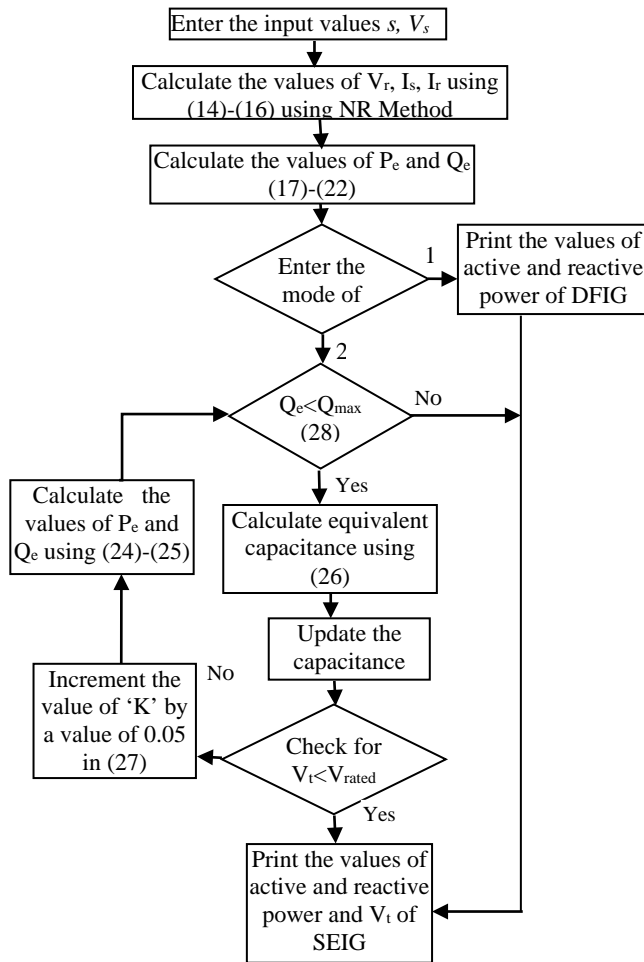 Enter the input values s, Vs
Calculate the values of Vr, Is, Ir using
(14)-(16) using NR Method
Calculate the values of Pe and Qe
(17)-(22)
Enter the
mode of
1
Print the values of
active and reactive
power of DFIG
2
Qe<Qmax
(28)
No
Yes
Calculate the
values of Pe and
Qe using (24)-(25)
Calculate equivalent
capacitance using
(26)
Update the
capacitance
No
Increment the
value of ‘K’ by
a value of 0.05
in (27)
Check for
Vt<Vrated
Yes
Print the values of
active and reactive
power and Vt of
SEIG